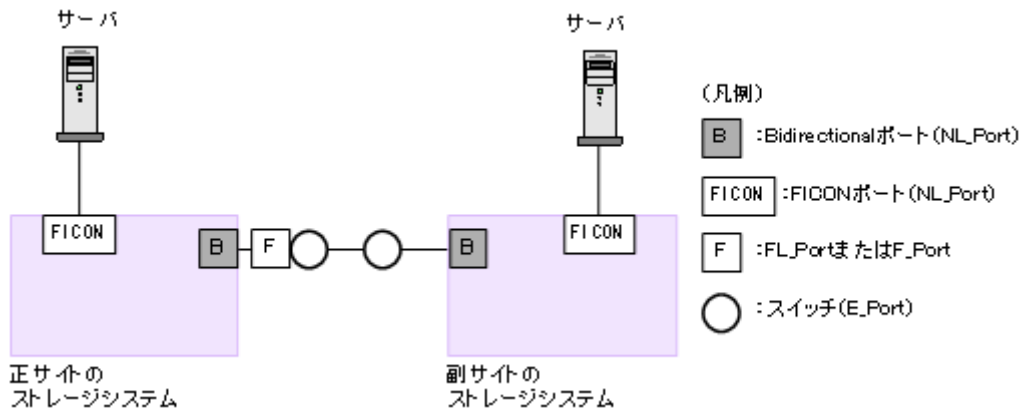 サーバ
サーバ
FICON
B
F
B
FICON
正サイトの
ストレージシステム
副サイトの
ストレージシステム
(凡例)
B :Bidirectionalポート(NL_Port)
FICON :FICONポート(NL_Port)
F :FL_PortまたはF_Port
:スイッチ(E_Port)